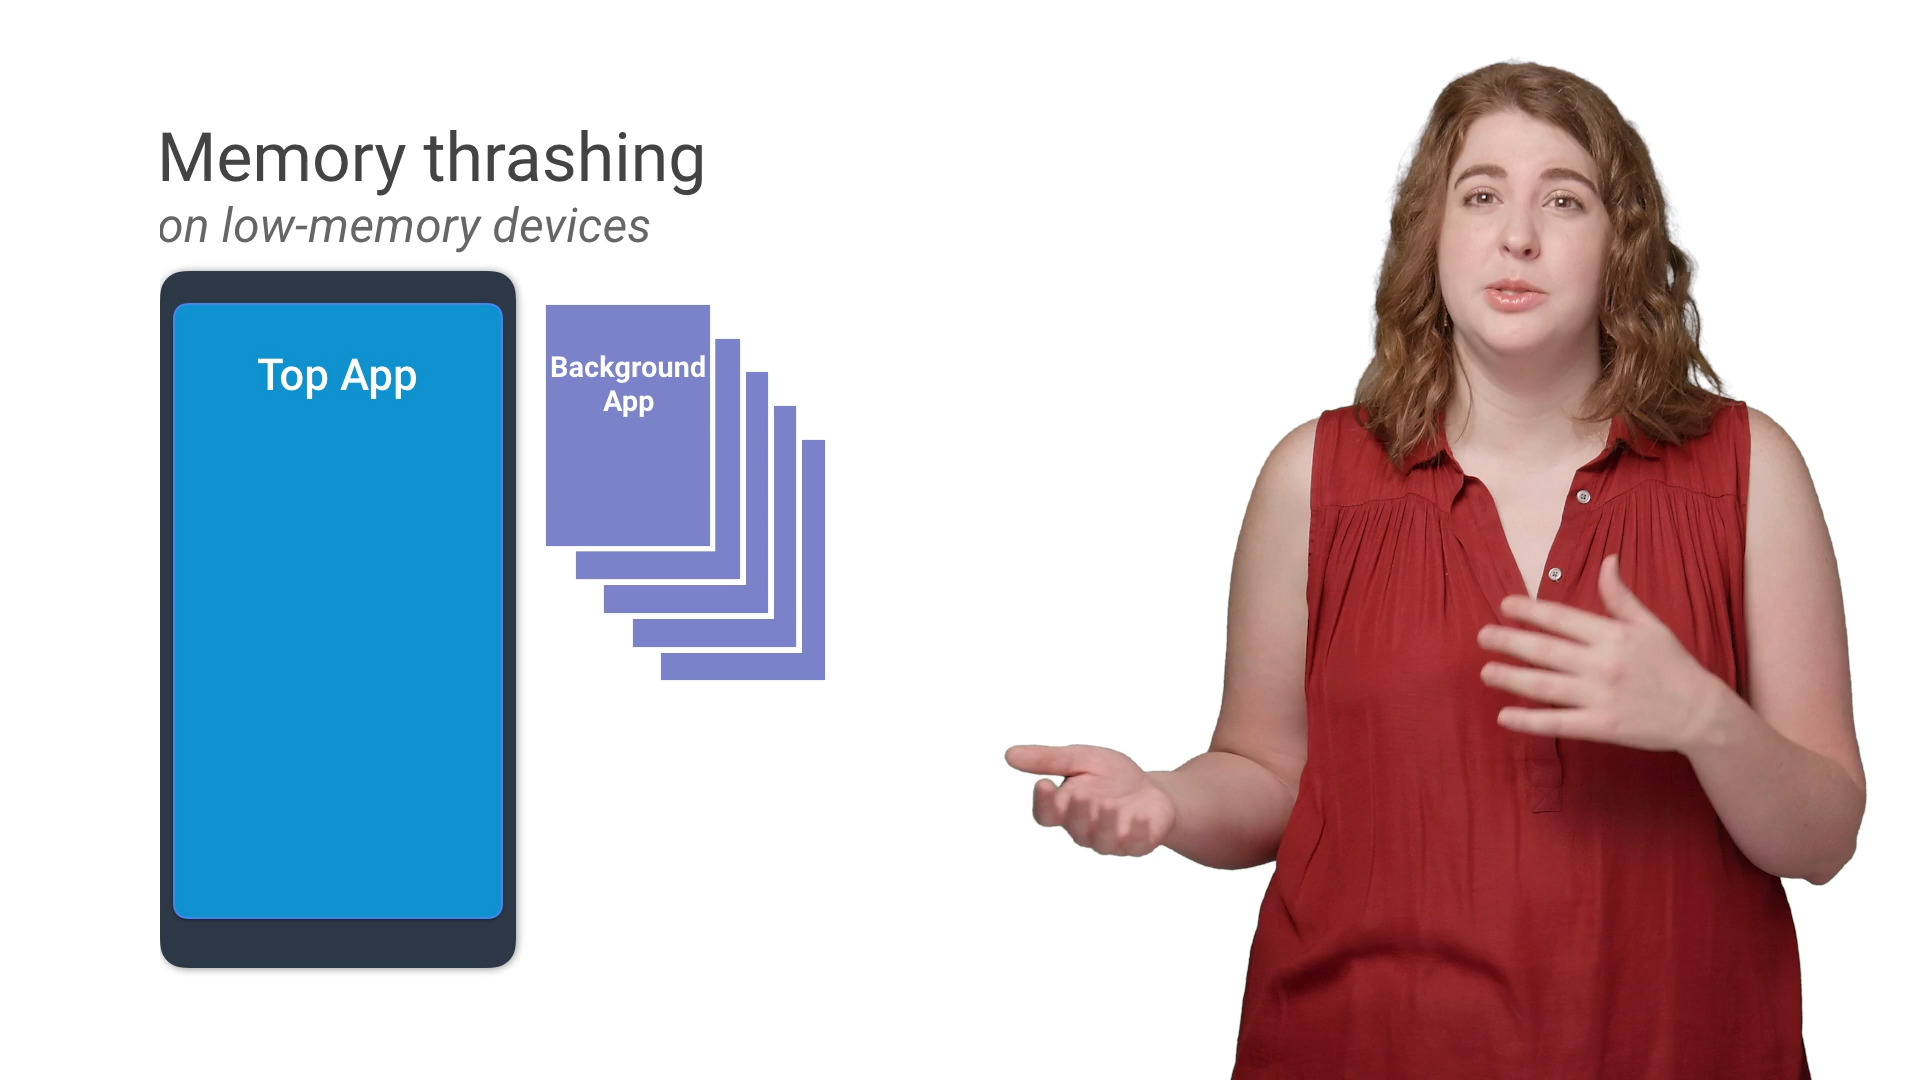 Memory thrashing
on low-memory devices
Top App
Background
App